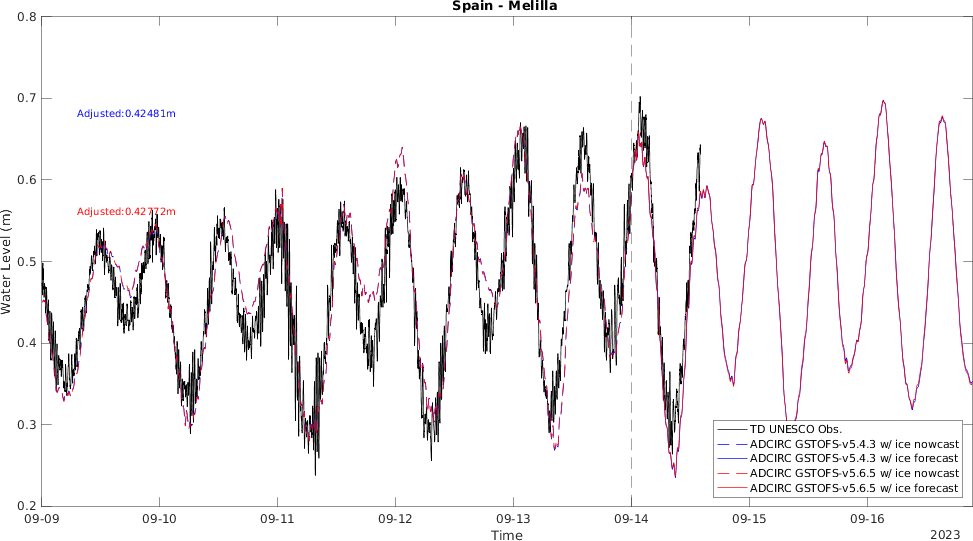 Spain - Melilla
0.8
0.7
0.6
0.5
0.4
0.3
0.2
Water Level (m)
Adjusted:0.42481m
Adjusted:0.42772m
TD UNESCO Obs.
ADCIRC GSTOFS-v5.4.3 w/ ice nowcast
ADCIRC GSTOFS-v5.4.3 w/ ice forecast
ADCIRC GSTOFS-v5.6.5 w/ ice nowcast
ADCIRC GSTOFS-v5.6.5 w/ ice forecast
09-09 09-10 09-11 09-12 09-13 09-14 09-15 09-16
Time
2023